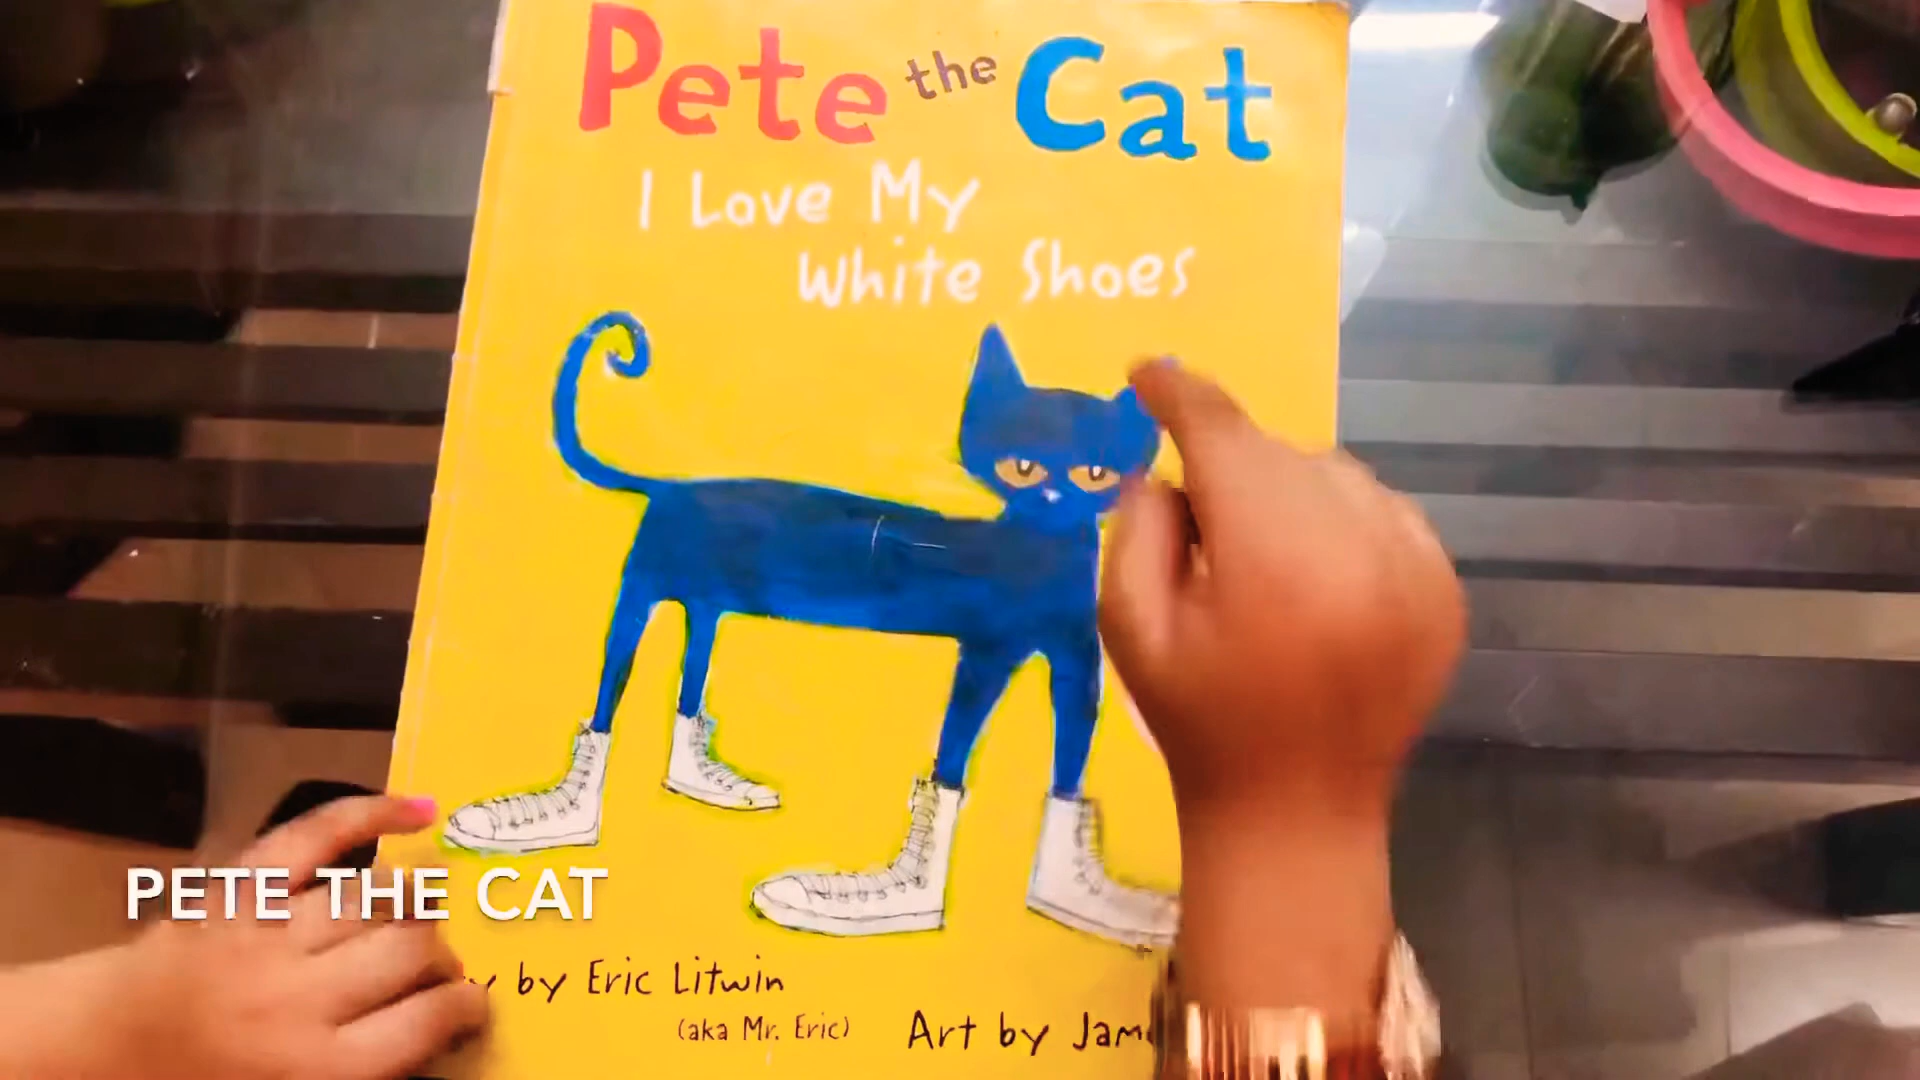 Pete the Cat
I Love My
White Shoes
PETE THE CAT
by Eric Litwin
(aka Mr. Eric)
Art by